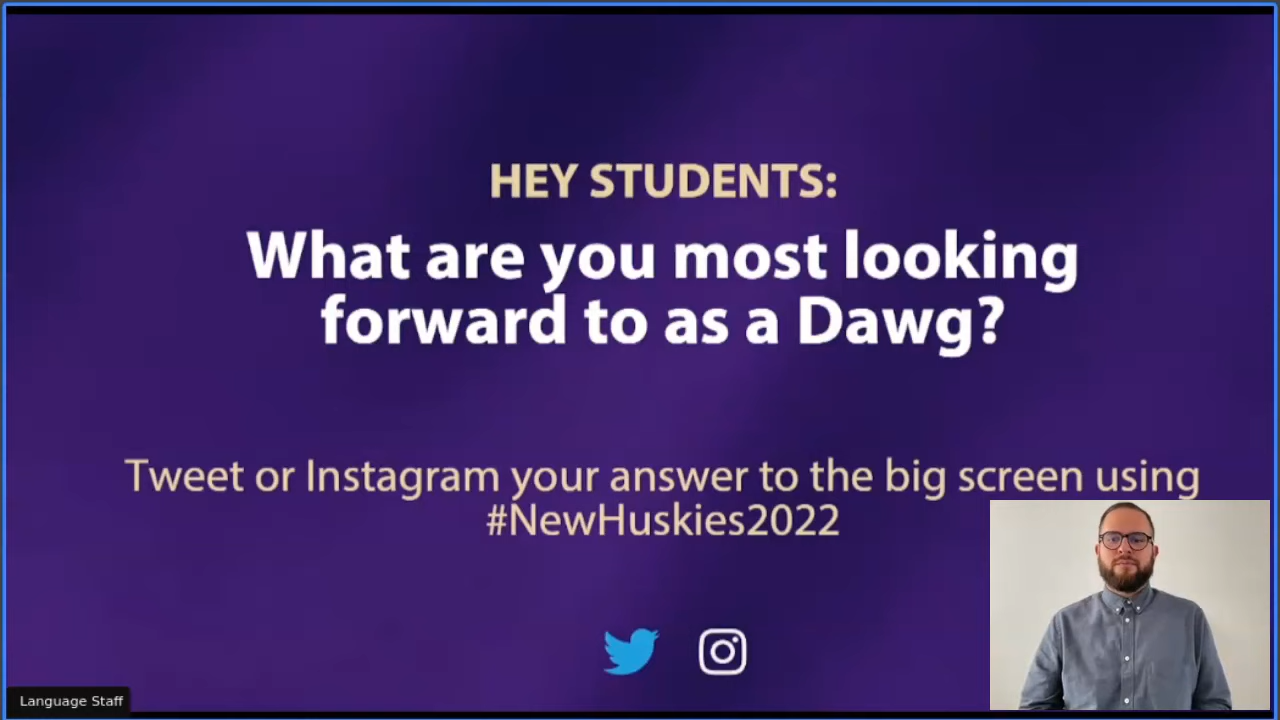 HEY STUDENTS:
What are you most looking
forward to as a Dawg?
Tweet or Instagram your answer to the big screen using
#NewHuskies2022
Language Staff